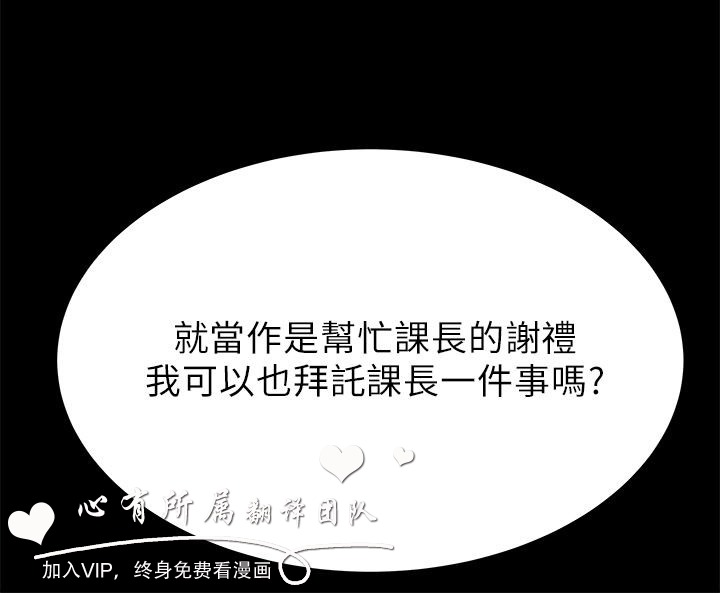 就當作是幫忙課長的謝禮
我可以也拜託課長一件事嗎?
心有所属翻译团队
加入VIP，终身免费看漫画